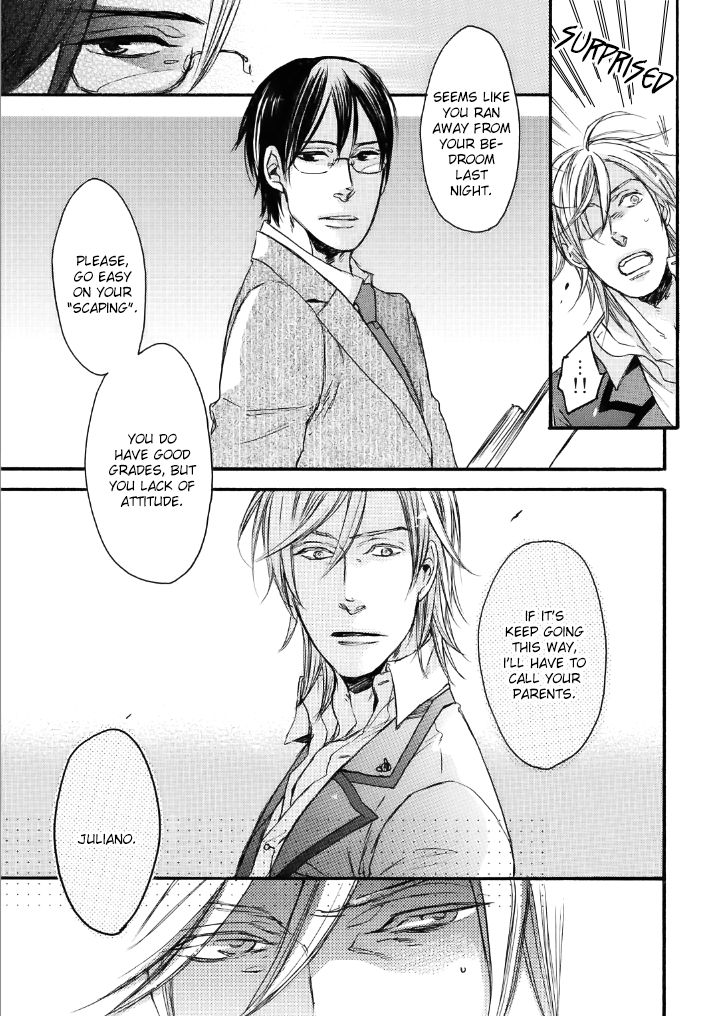 SURPRISED
...!!
SEEMS LIKE
YOU RAN
AWAY FROM
YOUR BE-
DROOM
LAST
NIGHT.
PLEASE,
GO EASY
ON YOUR
"SCAPING".
YOU DO
HAVE GOOD
GRADES, BUT
YOU LACK OF
ATTITUDE.
IF IT'S
KEEP GOING
THIS WAY,
I'LL HAVE TO
CALL YOUR
PARENTS.
JULIANO.